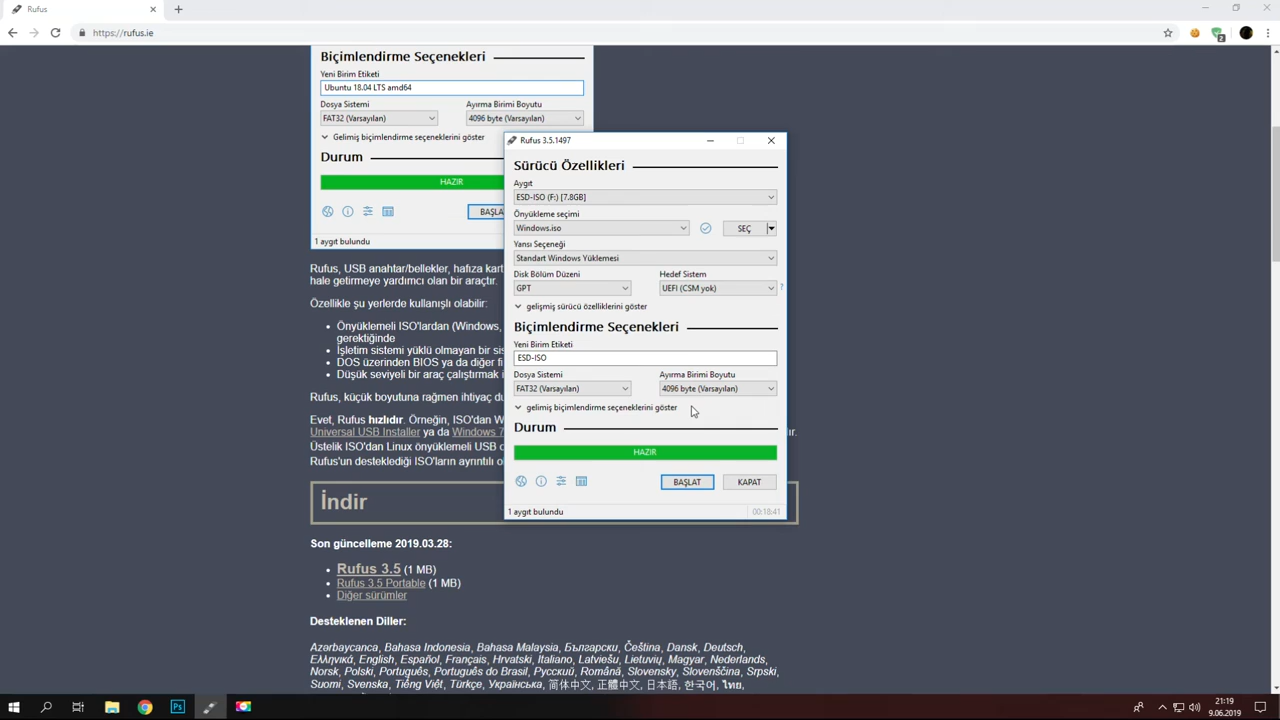 Rufus
https://rufus.ie
2
Biçimlendirme Seçenekleri
Yeni Birim Etiketi
Ubuntu 18.04 LTS amd64
Dosya Sistemi
Ayırma Birimi Boyutu
FAT32 (Varsayılan)
4096 byte (Varsayılan)
Gelişmiş biçimlendirme seçeneklerini göster
Durum
HAZIR
BAŞLA
1 aygıt bulundu
Rufus 3.5.1497
Sürücü Özellikleri
Aygıt
ESD-ISO (F:) [7.8GB]
Önyükleme seçimi
Windows.iso
SEÇ
Yansı Seçeneği
Standart Windows Yüklemesi
Disk Bölüm Düzeni
Hedef Sistem
GPT
UEFI (CSM yok)
?
gelişmiş sürücü özelliklerini göster
Biçimlendirme Seçenekleri
Yeni Birim Etiketi
ESD-ISO
Dosya Sistemi
Ayırma Birimi Boyutu
FAT32 (Varsayılan)
4096 byte (Varsayılan)
gelişmiş biçimlendirme seçeneklerini göster
Durum
HAZIR
BAŞLAT
KAPAT
1 aygıt bulundu
00:18:41
Rufus, USB anahtar/bellekler, hafıza kart
hale getirmeye yardımcı olan bir araçtır.
Özellikle şu yerlerde kullanışlı olabilir:
Önyüklemeli ISO'lardan (Windows,
gerektiğinde
İşletim sistemi yüklü olmayan bir sis
DOS üzerinden BIOS ya da diğer fi
Düşük seviyeli bir araç çalıştırmak i
Rufus, küçük boyutuna rağmen ihtiyaç du
Evet, Rufus hızlıdır. Örneğin, ISO'dan W
Universal USB Installer ya da Windows 7
ır.
Üstelik ISO'dan Linux önyüklemeli USB o
Rufus'un desteklediği ISO'ların ayrıntılı o
İndir
Son güncelleme 2019.03.28:
Rufus 3.5 (1 MB)
Rufus 3.5 Portable (1 MB)
Diğer sürümler
Desteklenen Diller:
Azərbaycanca, Bahasa Indonesia, Bahasa Malaysia, Български, Čeština, Dansk, Deutsch,
Ελληνικά, English, Español, Français, Hrvatski, Italiano, Latviešu, Lietuvių, Magyar, Nederlands,
Norsk, Polski, Português, Português do Brasil, Русский, Română, Slovensky, Slovenščina, Srpski,
Suomi, Svenska, Tiếng Việt, Türkçe, Українська, 简体中文, 正體中文, 日本語, 한국어, ไทย,
Ps
21:19
9.06.2019